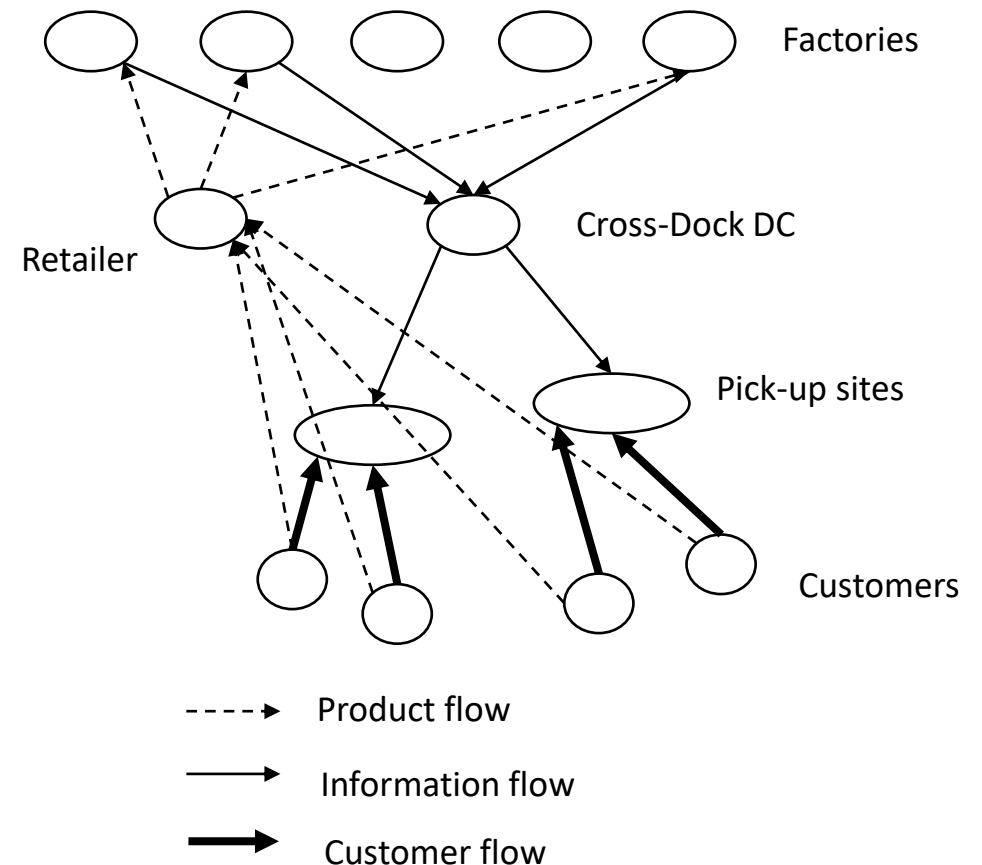 Factories
Cross-Dock DC
Retailer
Pick-up sites
Customers
Product flow
Information flow
Customer flow